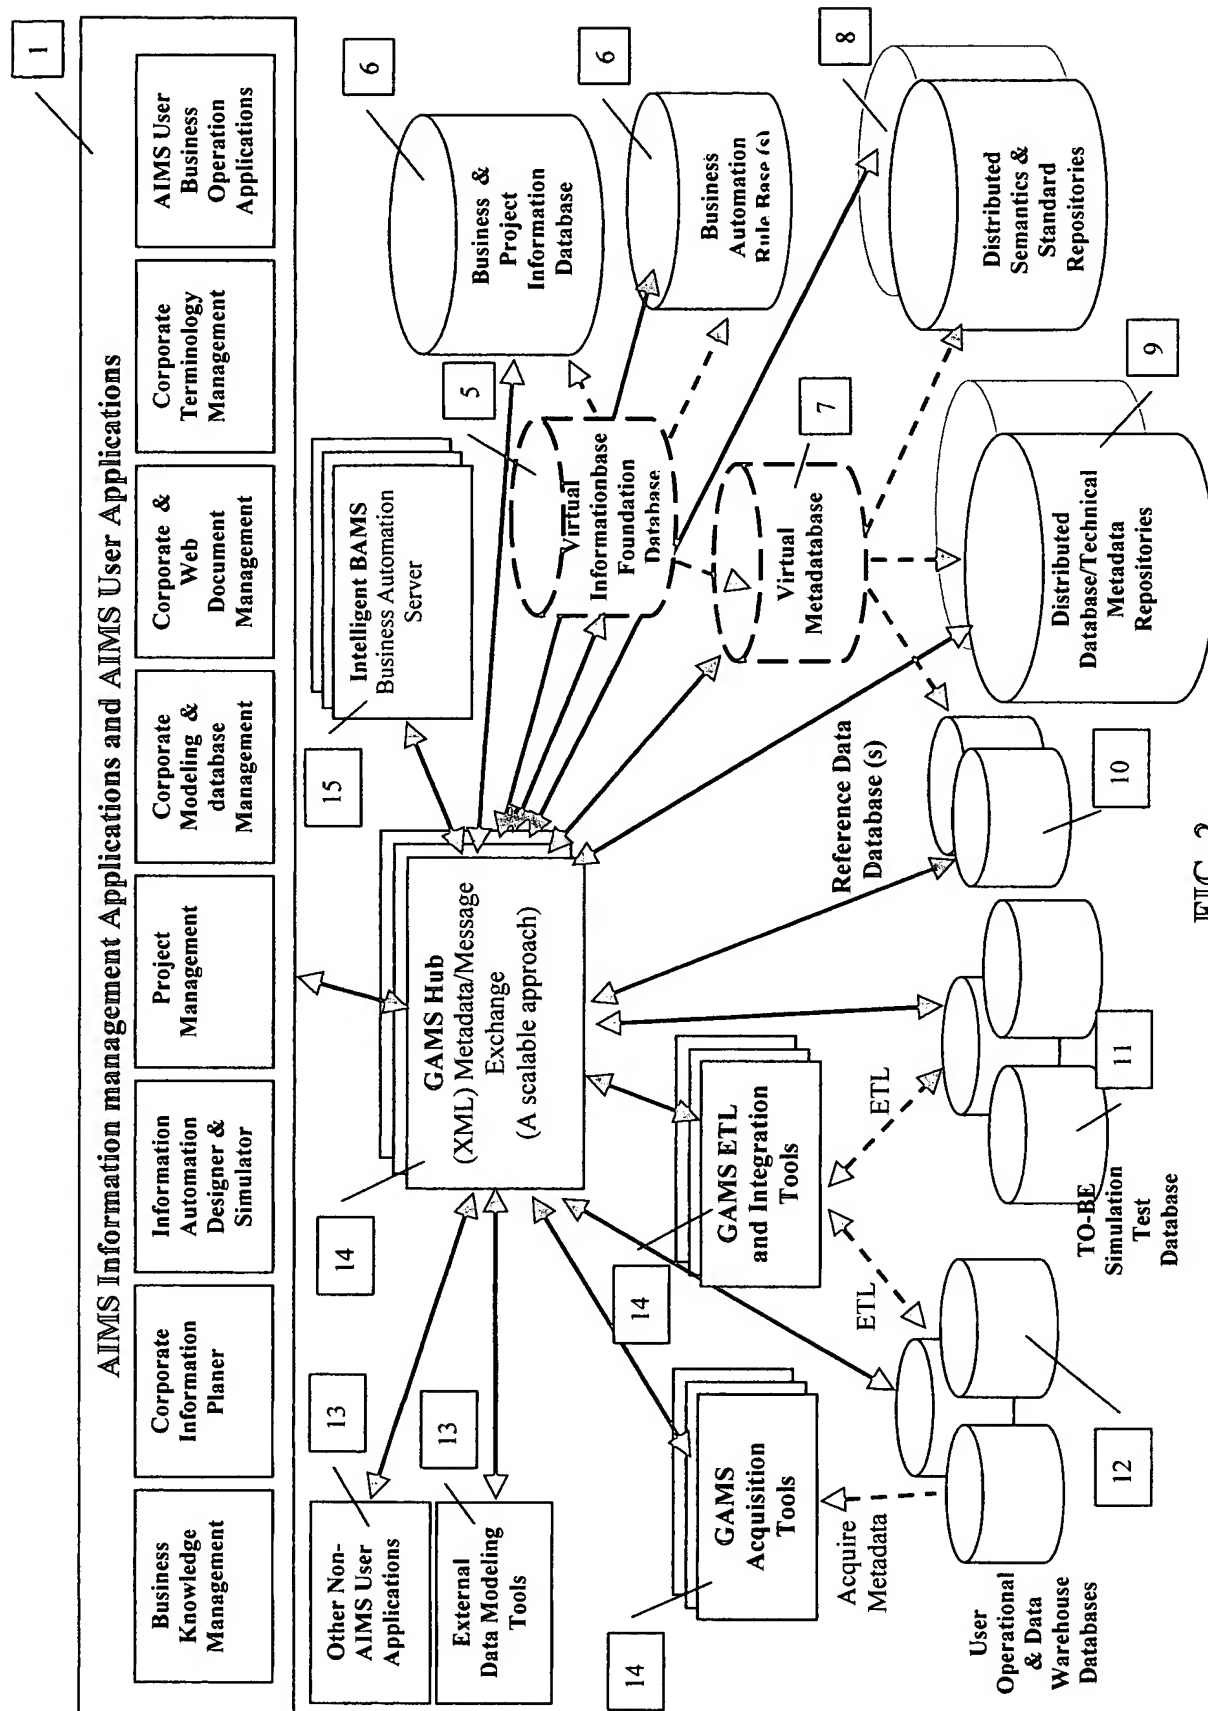 AIMS Information management Applications and AIMS User Applications
1
Business
Knowledge
Management
Corporate
Information
Planer
Information
Automation
Designer &
Simulator
Project
Management
Corporate
Modeling &
database
Management
Corporate &
Web
Document
Management
Corporate
Terminology
Management
AIMS User
Business
Operation
Applications
Other Non-
AIMS User
Applications
13
External
Data Modeling
Tools
13
14
GAMS Hub
(XML) Metadata/Message
Exchange
(A scalable approach)
15
Intelligent BAMS
Business Automation
Server
6
Business &
Project
Information
Database
5
Virtual
Informationbase
Foundation
Database
6
Business
Automation
Rule Base (s)
7
Virtual
Metadatabase
8
Distributed
Semantics &
Standard
Repositories
9
Distributed
Database/Technical
Metadata
Repositories
Reference Data
Database (s)
10
14
GAMS ETL
and Integration
Tools
ETL
ETL
11
TO-BE
Simulation
Test
Database
14
GAMS
Acquisition
Tools
Acquire
Metadata
12
User
Operational
& Data
Warehouse
Databases